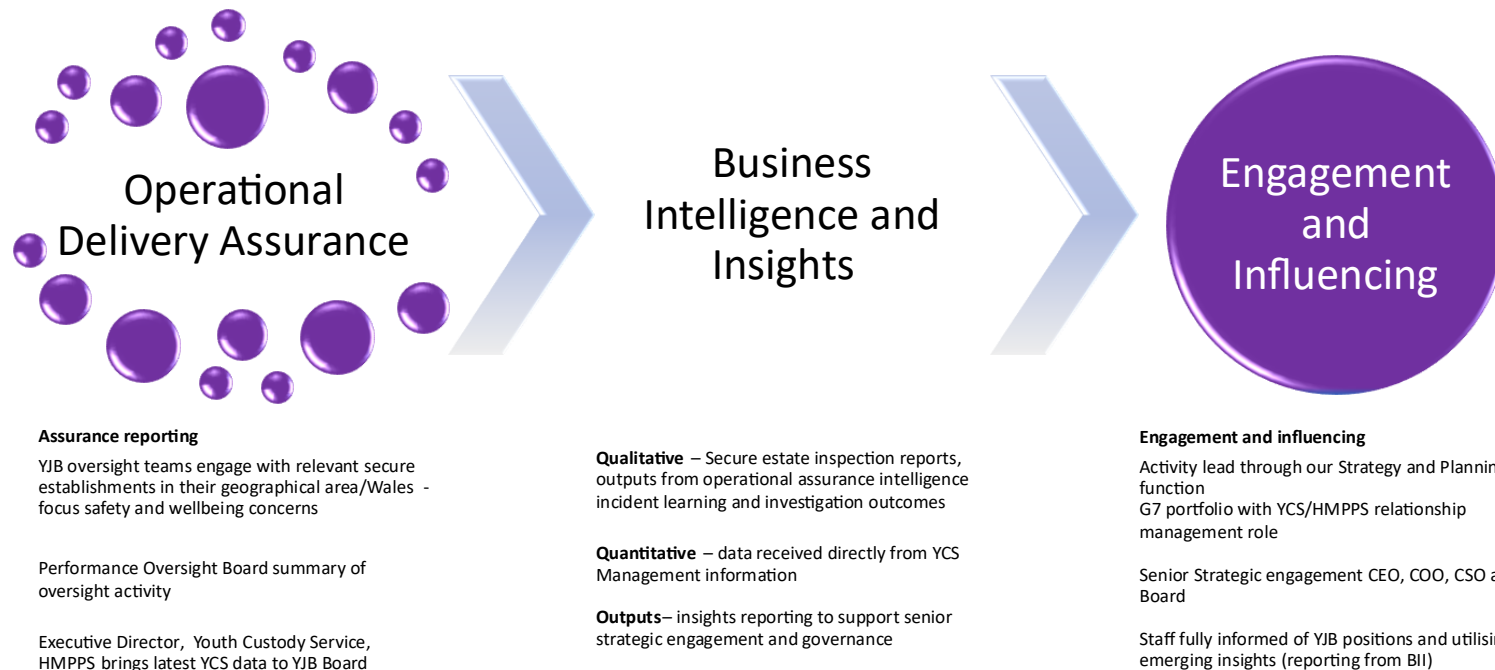 Operational
Delivery Assurance
Business
Intelligence and
Insights
Engagement
and
Influencing
Assurance reporting
YJB oversight teams engage with relevant secure
establishments in their geographical area/Wales -
focus safety and wellbeing concerns
Performance Oversight Board summary of
oversight activity
Executive Director, Youth Custody Service,
HMPPS brings latest YCS data to YJB Board
Qualitative – Secure estate inspection reports,
outputs from operational assurance intelligence
incident learning and investigation outcomes
Quantitative – data received directly from YCS
Management information
Outputs– insights reporting to support senior
strategic engagement and governance
Engagement and influencing
Activity lead through our Strategy and
function
G7 portfolio with YCS/HMPPS relationship
management role
Senior Strategic engagement CEO, COO, CSO
Board
Staff fully informed of YJB positions and
emerging insights (reporting from BII)